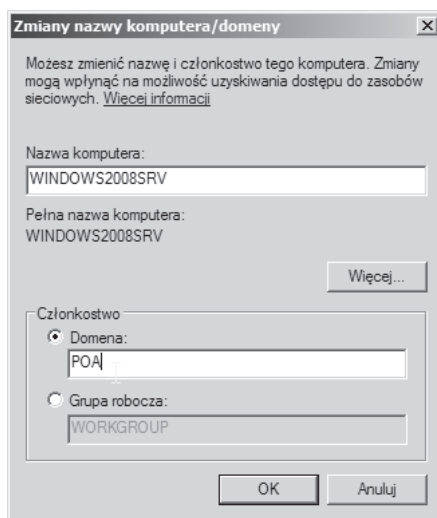 Zmiany nazwy komputera/domeny
Możesz zmienić nazwę i członkostwo tego komputera. Zmiany
mogą wpłynąć na możliwość uzyskiwania dostępu do zasobów
sieciowych. Więcej informacji
Nazwa komputera:
WINDOWS2008SRV
Pełna nazwa komputera:
WINDOWS2008SRV
Więcej...
Członkostwo
Domena:
POA
Grupa robocza:
WORKGROUP
OK Anuluj